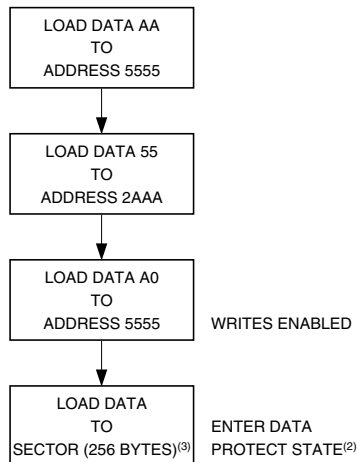 LOAD DATA AA
TO
ADDRESS 5555
LOAD DATA 55
TO
ADDRESS 2AAA
LOAD DATA A0
TO
ADDRESS 5555
WRITES ENABLED
LOAD DATA
TO
SECTOR (256 BYTES)(3)
ENTER DATA
PROTECT STATE(2)